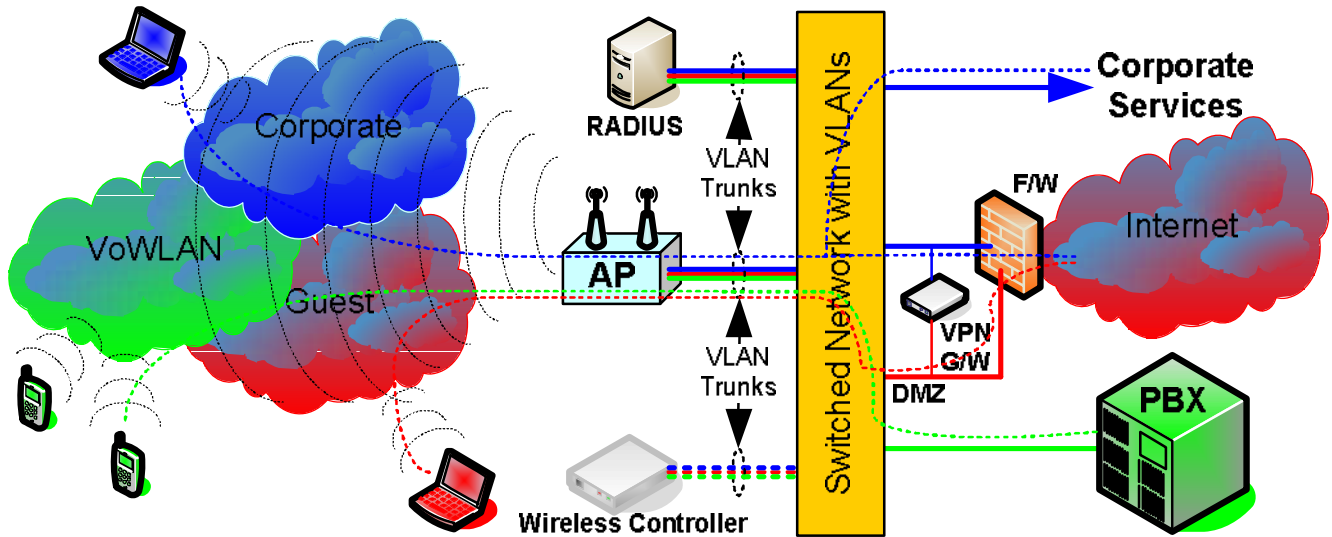 Corporate
VoWLAN
Guest
RADIUS
VLAN
Trunks
AP
VLAN
Trunks
Wireless Controller
Switched Network with VLANs
Corporate
Services
F/W
Internet
VPN
G/W
DMZ
PBX